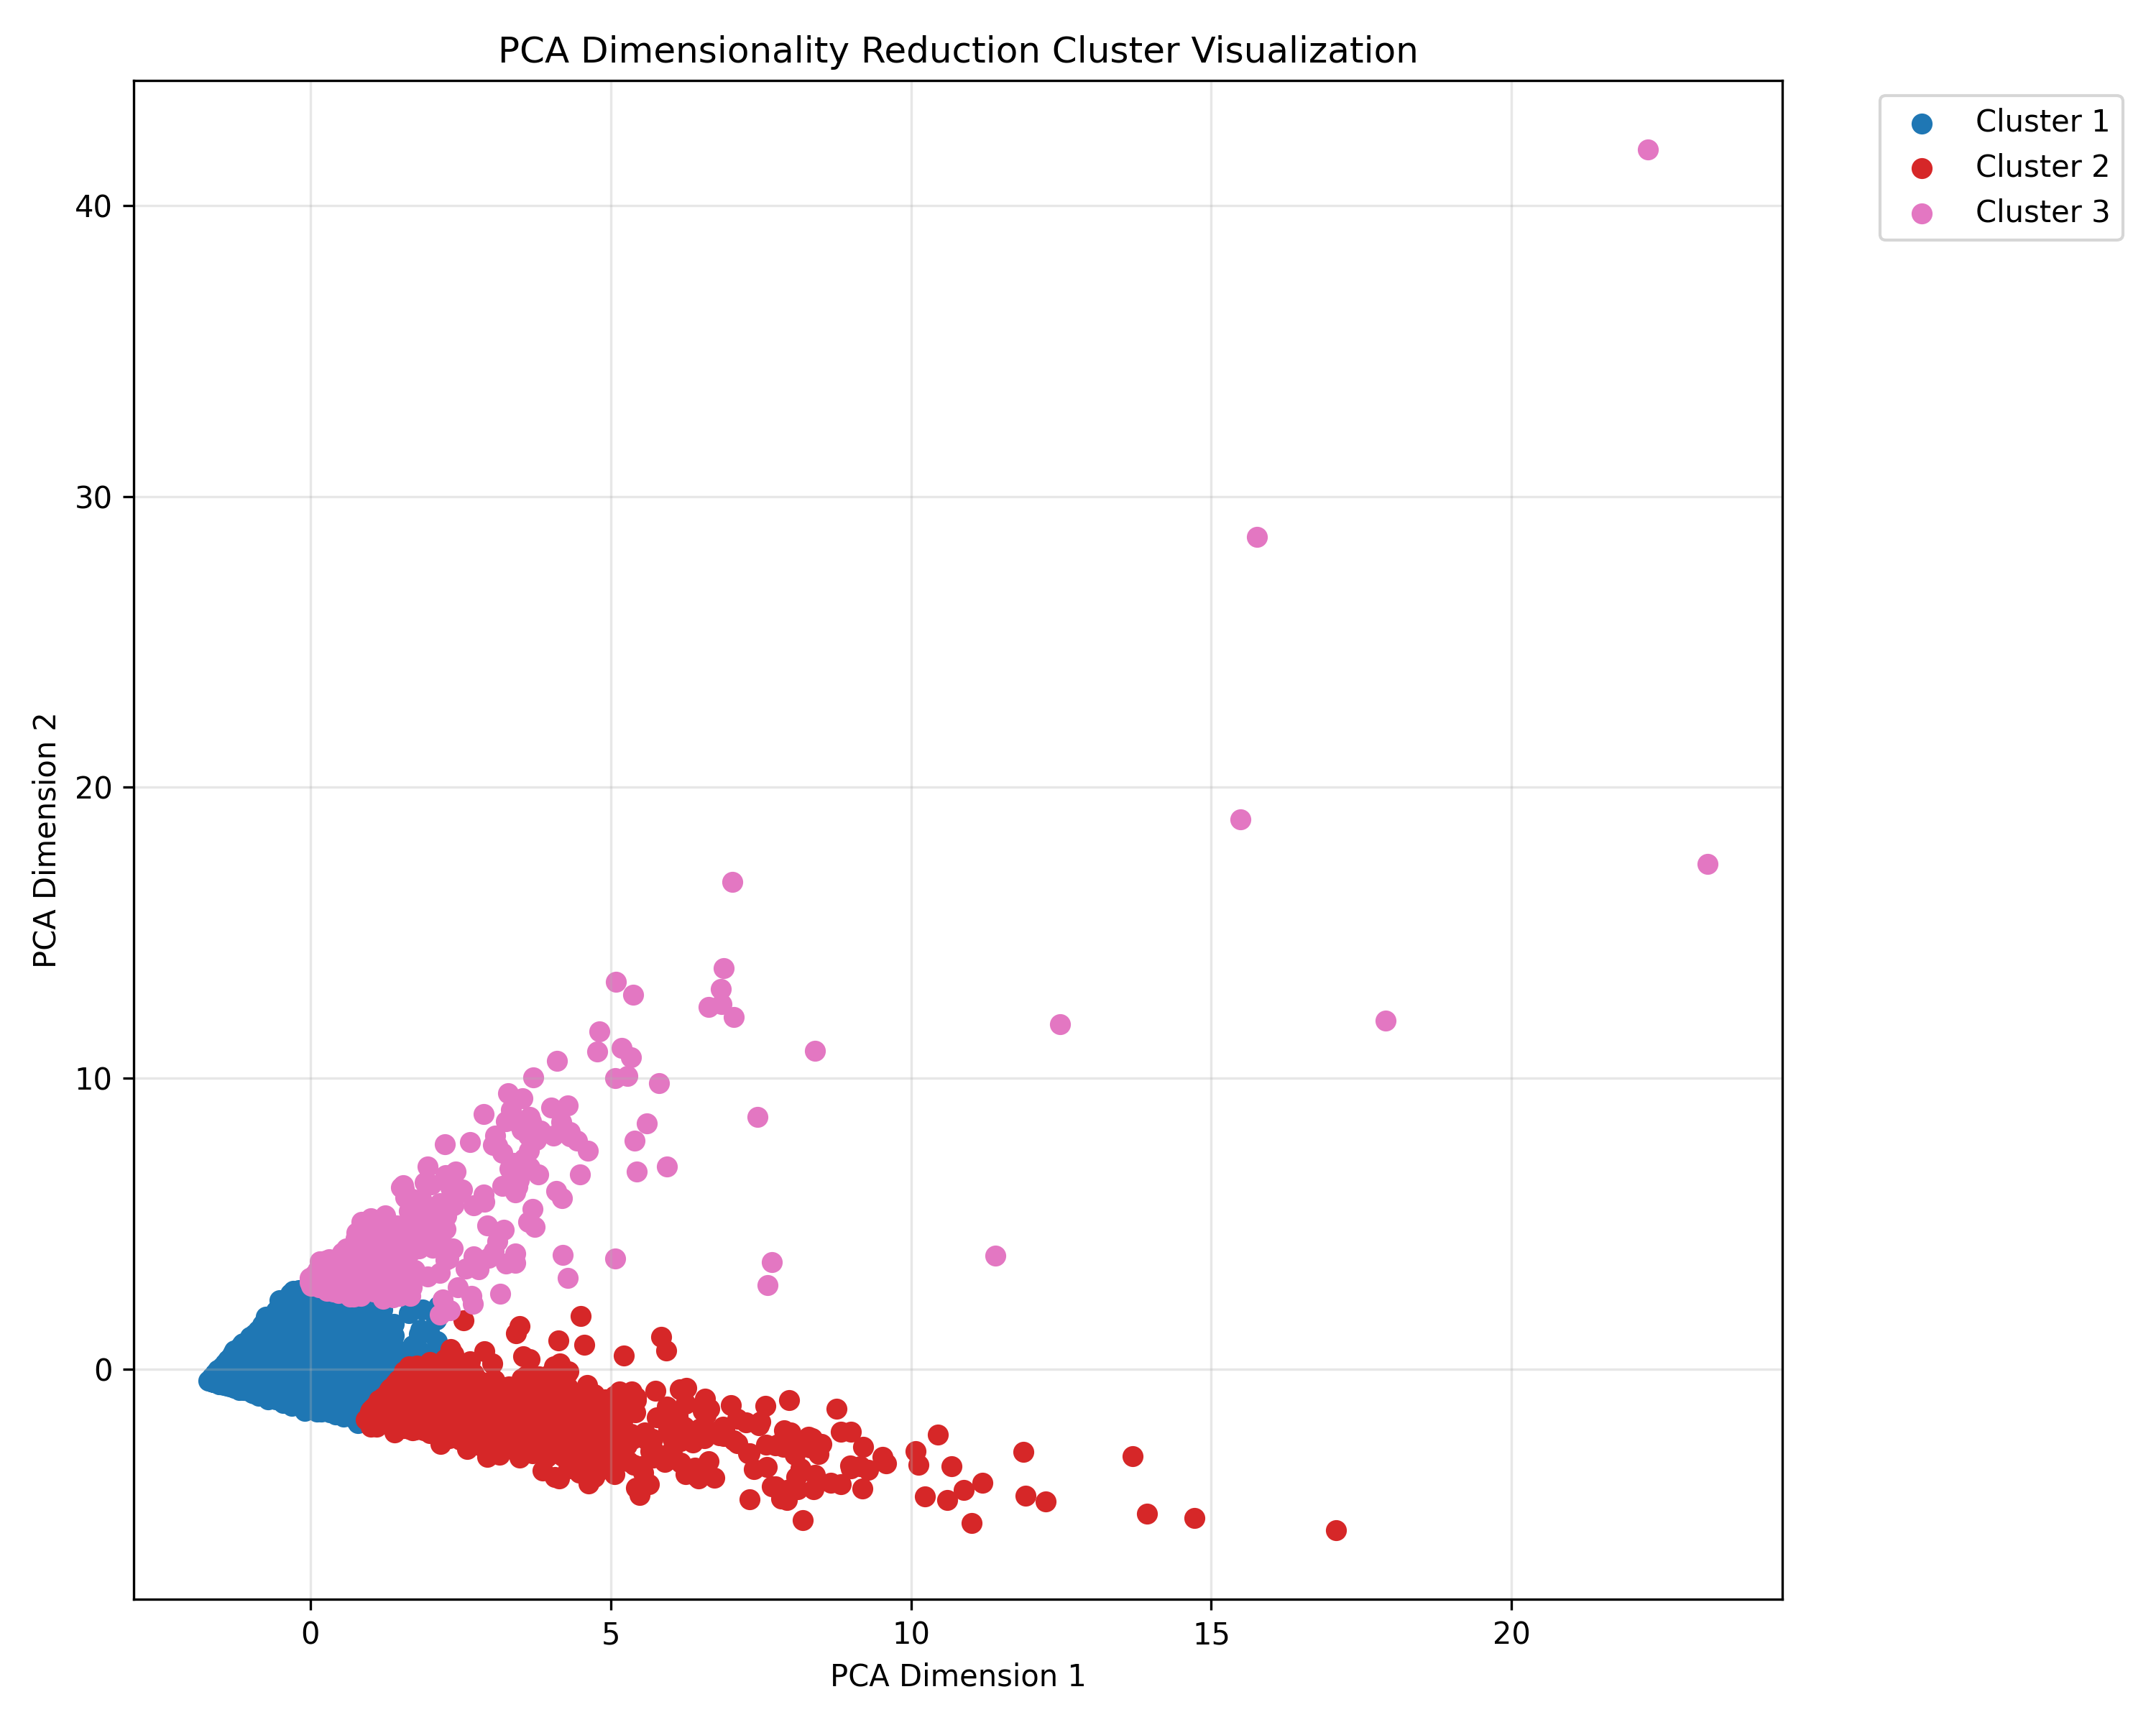 PCA Dimensionality Reduction Cluster Visualization
Cluster 1
Cluster 2
Cluster 3
40
30
20
10
0
PCA Dimension 2
0
5
10
15
20
PCA Dimension 1